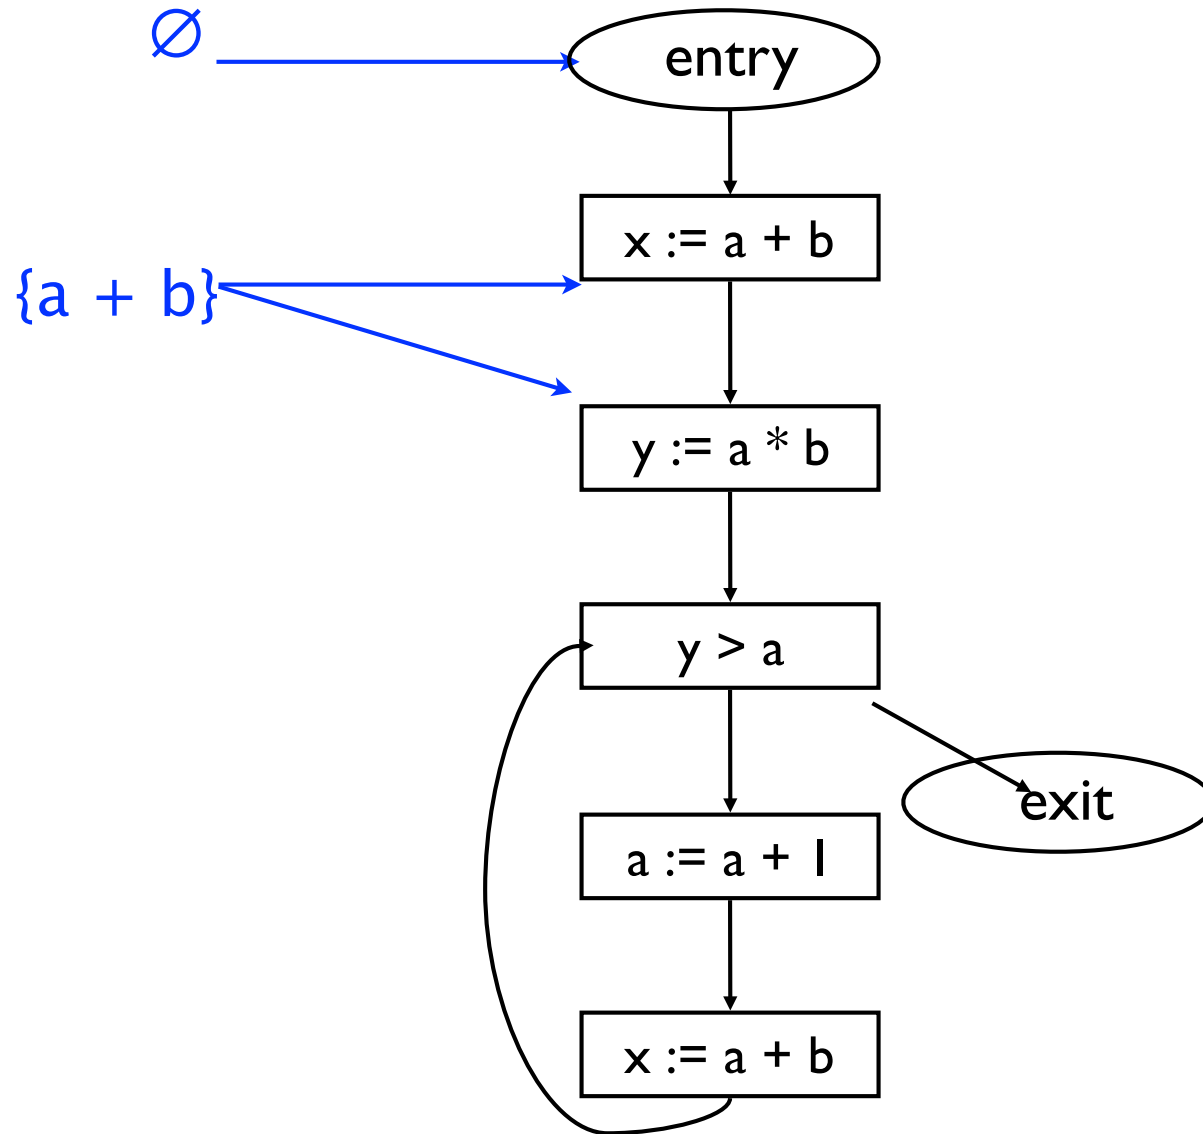 ∅
entry
x := a + b
{a + b}
y := a * b
y > a
exit
a := a + 1
x := a + b